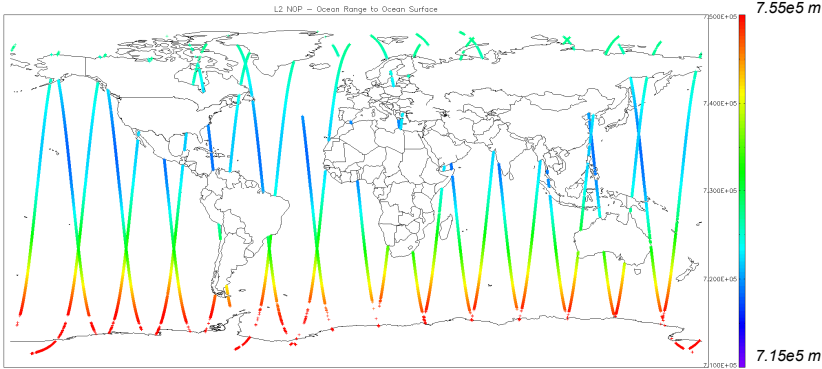 L2 NOP – Ocean Range to Ocean Surface
7.55e5 m
7.500E+05
7.400E+05
7.300E+05
7.200E+05
7.100E+05
7.15e5 m